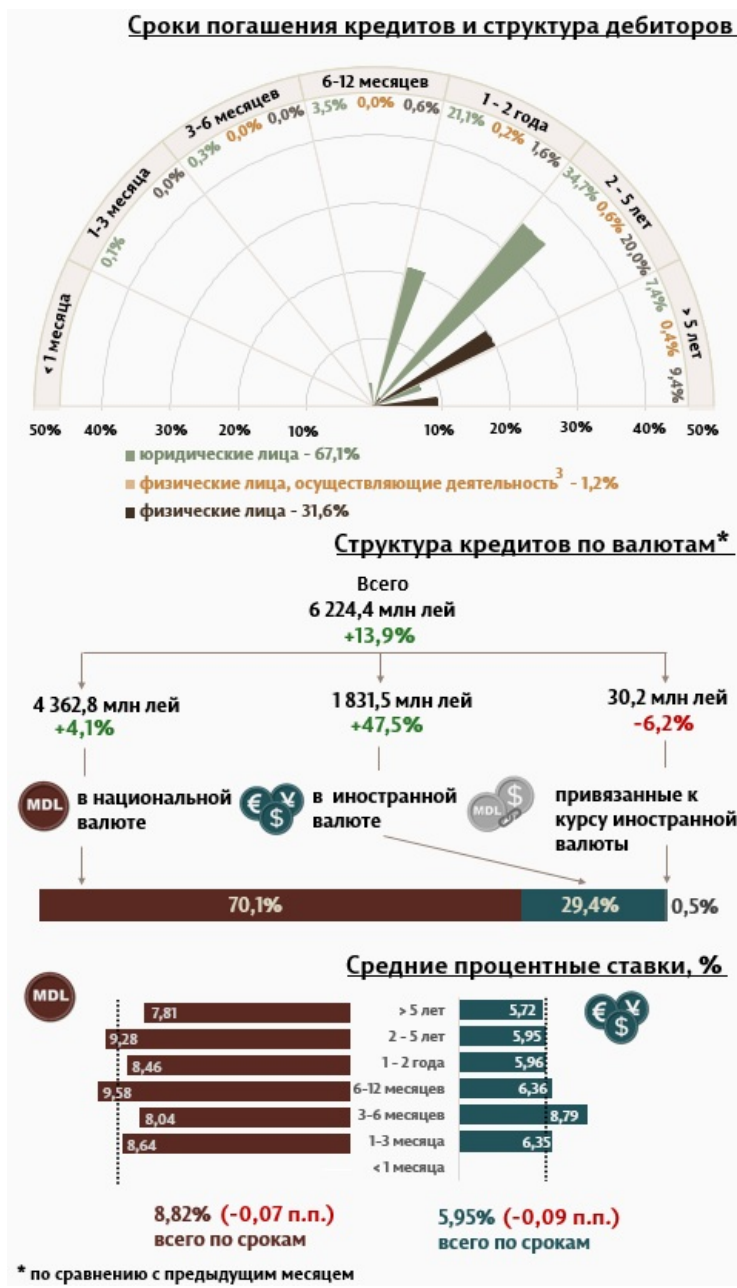 Сроки погашения кредитов и структура дебиторов
< 1 месяца
1-3 месяца
0,1%
3-6 месяцев
0,0%
0,3%
0,0%
0,0%
6-12 месяцев
3,5%
0,0%
0,6%
1 - 2 года
21,1%
0,2%
1,6%
2 - 5 лет
34,7%
0,6%
20,0%
> 5 лет
7,4%
0,4%
9,4%
50% 40% 30% 20% 10% 10% 20% 30% 40% 50%
юридические лица - 67,1%
физические лица, осуществляющие деятельность3 - 1,2%
физические лица - 31,6%
Структура кредитов по валютам*
Всего
6 224,4 млн лей
+13,9%
4 362,8 млн лей
+4,1%
1 831,5 млн лей
+47,5%
30,2 млн лей
-6,2%
MDL
в национальной
валюте
€ ¥ $
в иностранной
валюте
MDL $
привязанные к
курсу иностранной
валюты
70,1% 29,4% 0,5%
Средние процентные ставки, %
MDL
€ ¥ $
7,81 > 5 лет 5,72
9,28 2 - 5 лет 5,95
8,46 1 - 2 года 5,96
9,58 6-12 месяцев 6,36
8,04 3-6 месяцев 8,79
8,64 1-3 месяца 6,35
< 1 месяца
8,82% (-0,07 п.п.)
всего по срокам
5,95% (-0,09 п.п.)
всего по срокам
* по сравнению с предыдущим месяцем